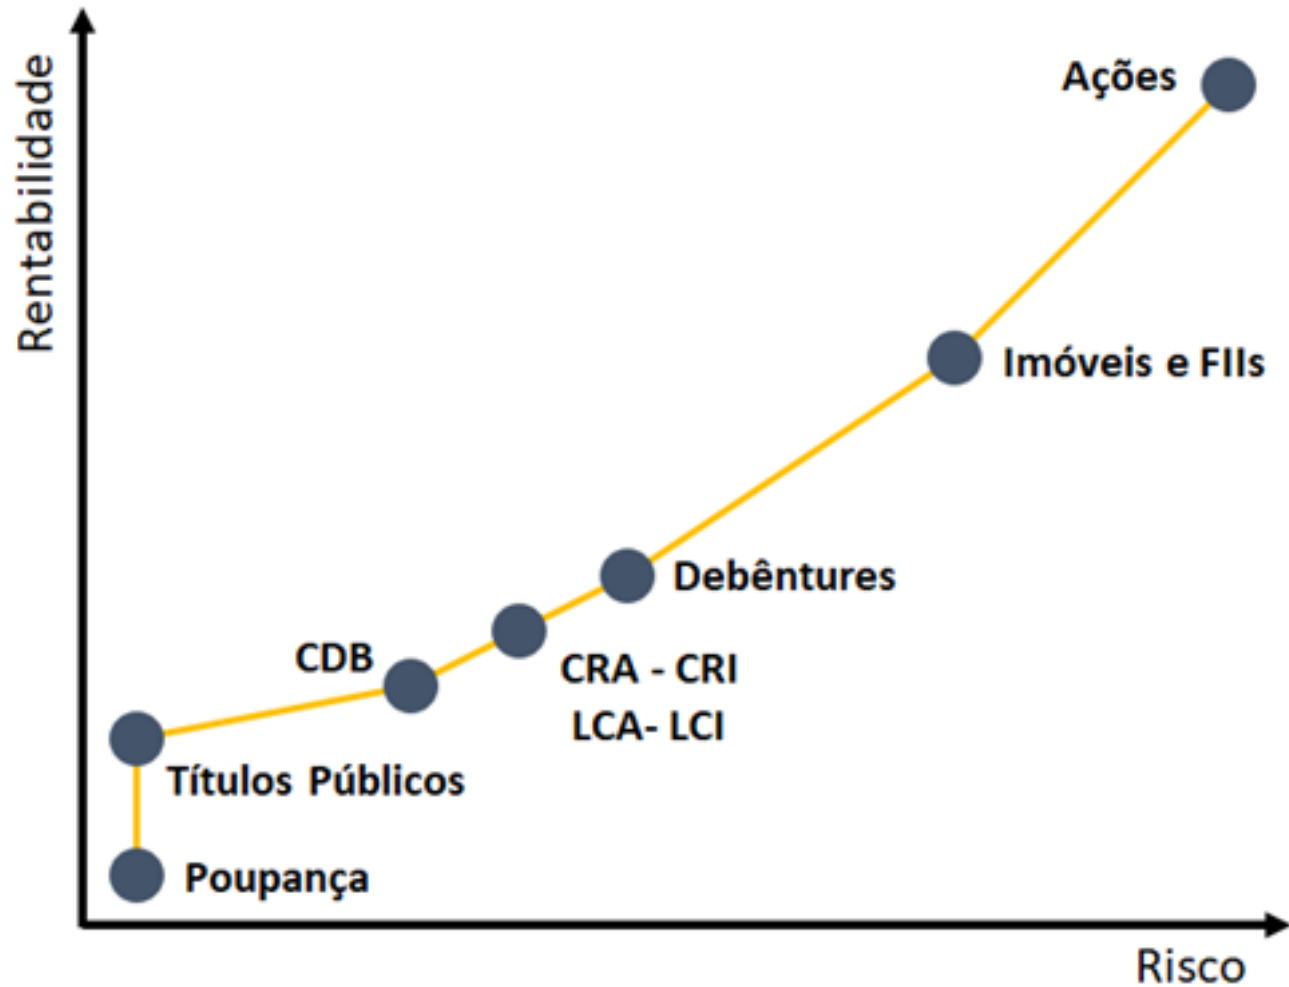 Rentabilidade
Ações
Imóveis e FIIs
Debêntures
CDB
CRA - CRI
LCA- LCI
Títulos Públicos
Poupança
Risco